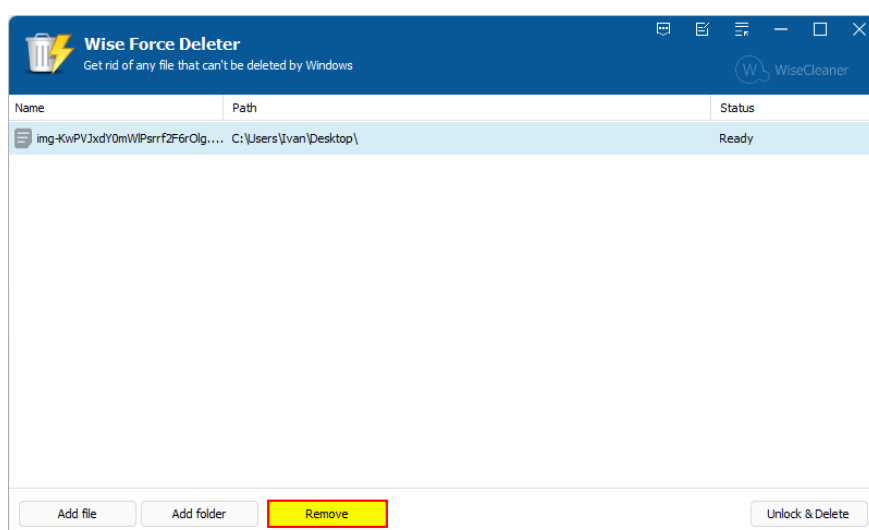 Wise Force Deleter
Get rid of any file that can't be deleted by Windows
WiseCleaner
Name Path Status
img-KwPVJxdY0mWlPsrrf2F6rOlg.... C:\Users\Ivan\Desktop\ Ready
Add file Add folder Remove Unlock & Delete